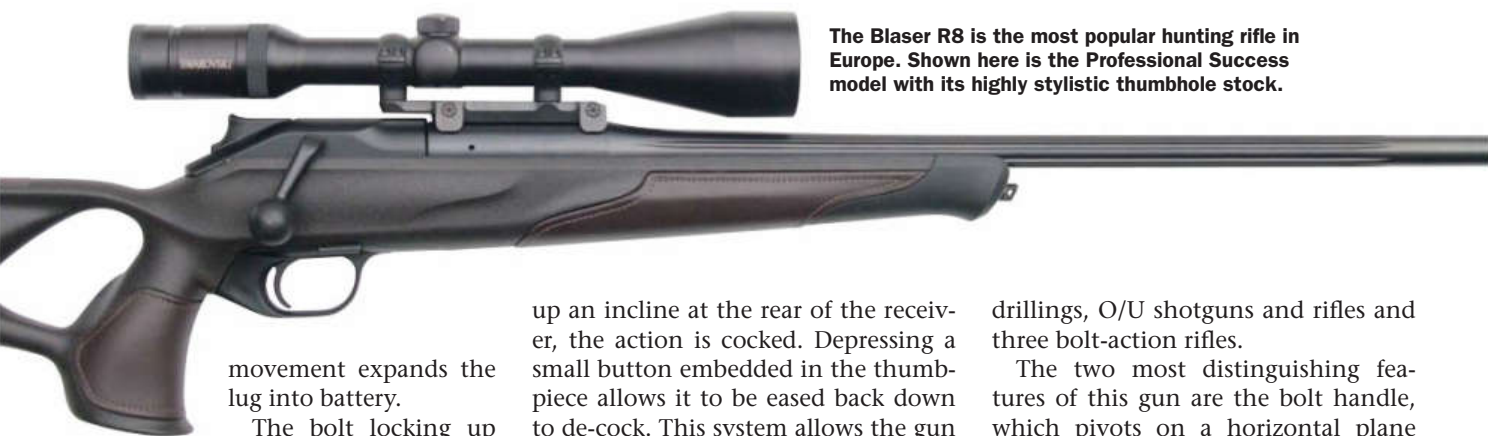 SWAROVSKI
The Blaser R8 is the most popular hunting rifle in
Europe. Shown here is the Professional Success
model with its highly stylistic thumbhole stock.
movement expands the
lug into battery.
The bolt locking up
up an incline at the rear of the receiv-
er, the action is cocked. Depressing a
small button embedded in the thumb-
piece allows it to be eased back down
to de-cock. This system allows the gun
drillings, O/U shotguns and rifles and
three bolt-action rifles.
The two most distinguishing fea-
tures of this gun are the bolt handle,
which pivots on a horizontal plane